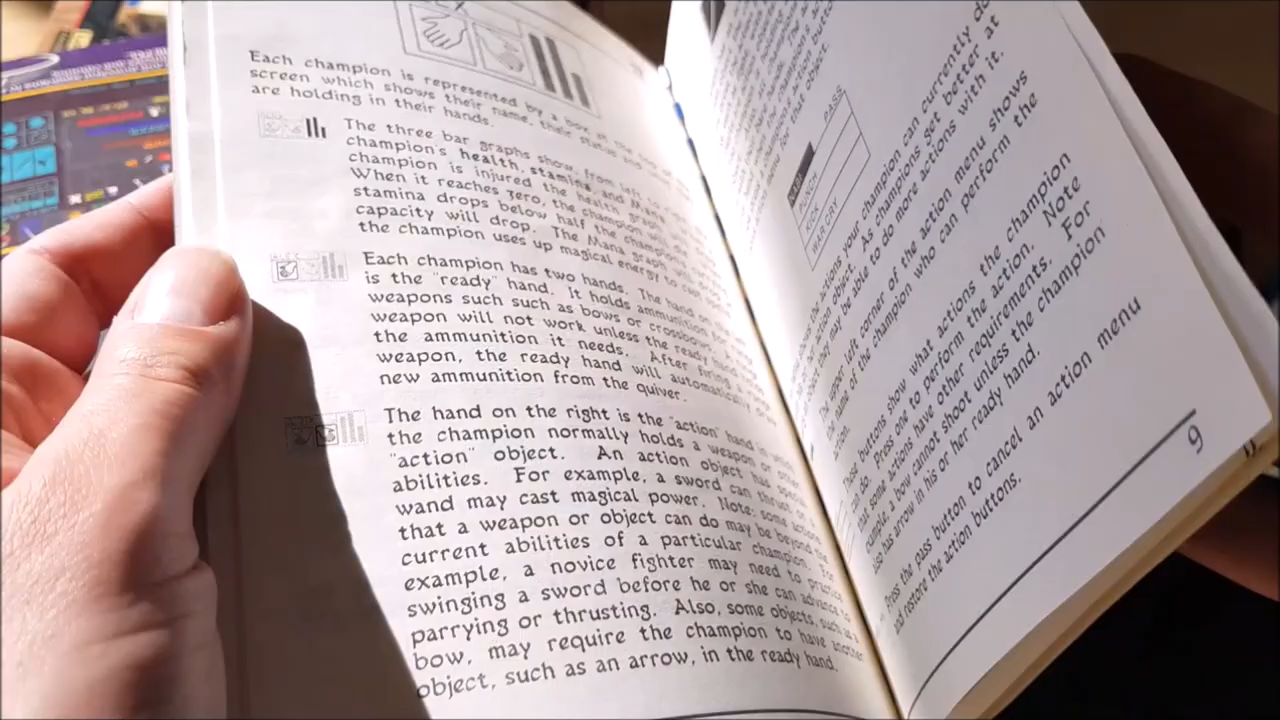 Each champion is represented by a box at the top of
screen which shows their name, their status and
are holding in their hands.
The three bar graphs show, from left to
champion's health, stamina, and Mana
champion is injured the health graph
When it reaches zero, the champion will
stamina drops below half the champion's
capacity will drop. The Mana graph will drop
the champion uses up magical energy to cast
Each champion has two hands. The hand on the
is the "ready" hand. It holds ammunition for
weapons such such as bows or crossbows.
weapon will not work unless the ready hand
the ammunition it needs. After firing a
weapon, the ready hand will automatically
new ammunition from the quiver.
The hand on the right is the "action" hand in which
the champion normally holds a weapon or other
"action" object. An action object has special
abilities. For example, a sword can thrust,
wand may cast magical power. Note: some actions
that a weapon or object can do may be beyond the
current abilities of a particular champion. For
example, a novice fighter may need to practice
swinging a sword before he or she can advance to
parrying or thrusting. Also, some objects, such as a
bow, may require the champion to have another
object, such as an arrow, in the ready hand.
menu for that object.
PASS
PUNCH
KICK
WAR CRY
the actions your champion can currently do
action object. As champions get better at
they may be able to do more actions with it.
The upper left corner of the action menu shows
the name of the champion who can perform the
action.
These buttons show what actions the champion
can do. Press one to perform the action. Note
that some actions have other requirements. For
example, a bow cannot shoot unless the champion
also has arrow in his or her ready hand.
Press the pass button to cancel an action menu
and restore the action buttons.
9